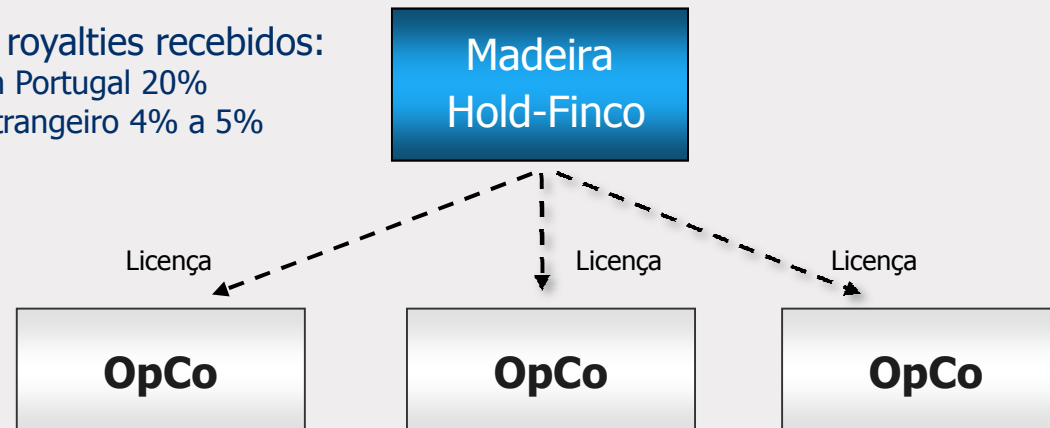 royalties recebidos:
Portugal 20%
trangeiro 4% a 5%
Madeira
Hold-Finco
Licença
Licença
Licença
OpCo
OpCo
OpCo